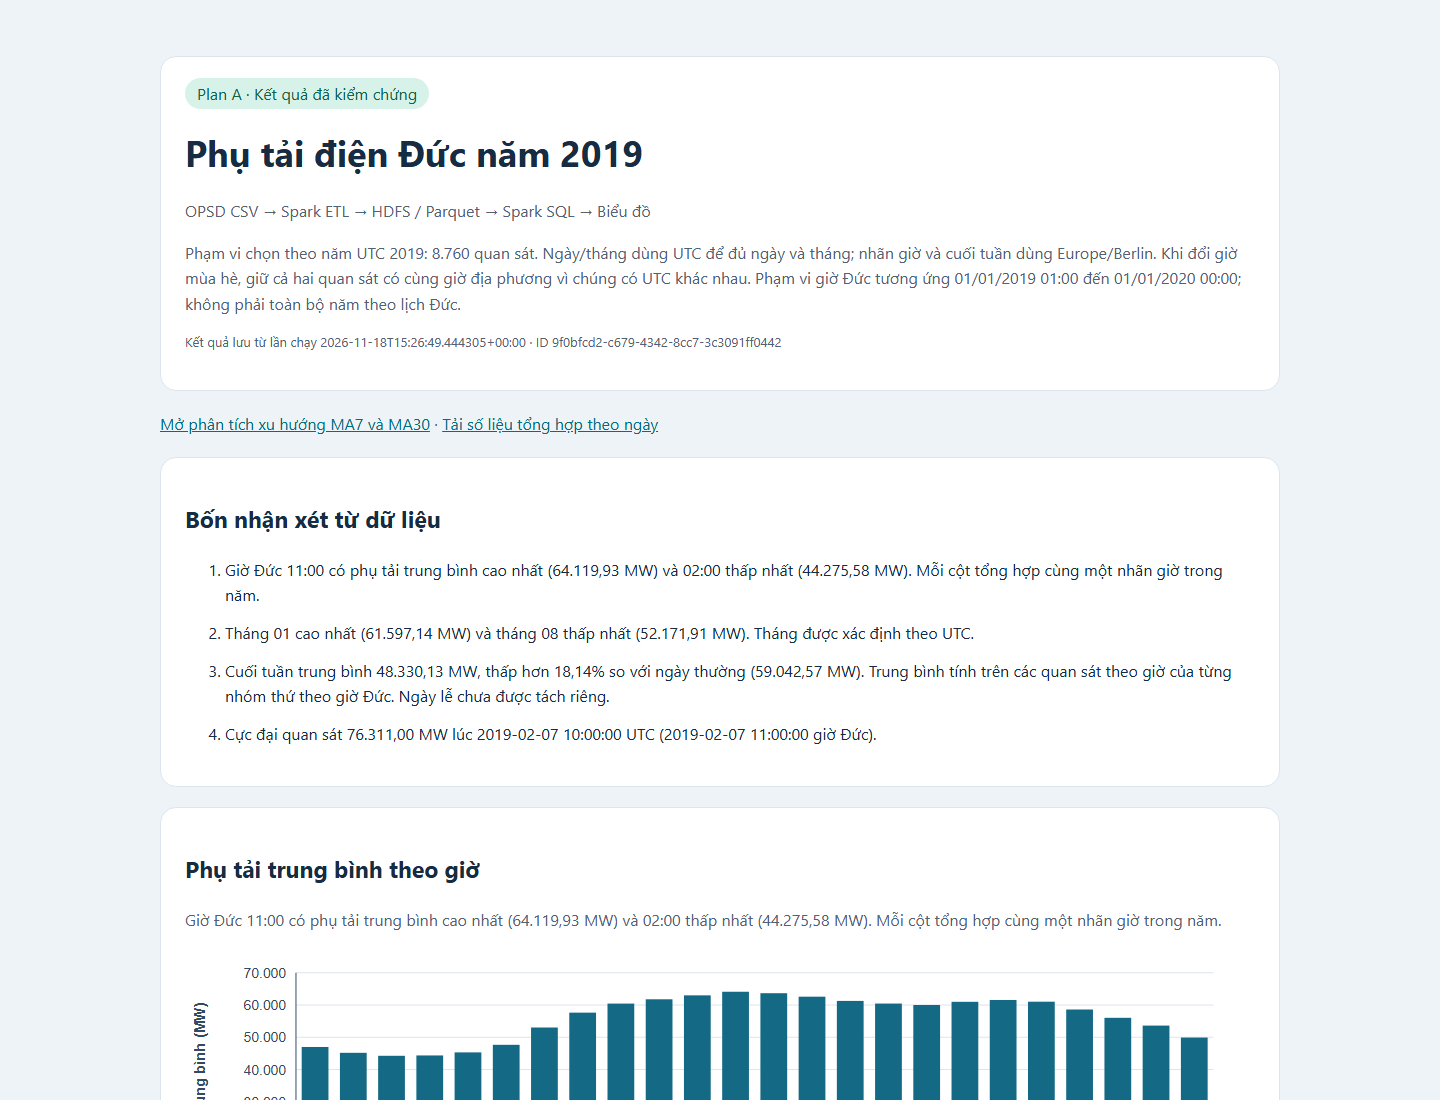 Plan A · Kết quả đã kiểm chứng
Phụ tải điện Đức năm 2019
OPSD CSV → Spark ETL → HDFS / Parquet → Spark SQL → Biểu đồ
Phạm vi chọn theo năm UTC 2019: 8.760 quan sát. Ngày/tháng dùng UTC để đủ ngày và tháng; nhãn giờ và cuối tuần dùng Europe/Berlin. Khi đổi giờ
mùa hè, giữ cả hai quan sát có cùng giờ địa phương vì chúng có UTC khác nhau. Phạm vi giờ Đức tương ứng 01/01/2019 01:00 đến 01/01/2020 00:00;
không phải toàn bộ năm theo lịch Đức.
Kết quả lưu từ lần chạy 2026-11-18T15:26:49.444305+00:00 · ID 9f0bfcd2-c679-4342-8cc7-3c3091ff0442
Mở phân tích xu hướng MA7 và MA30 · Tải số liệu tổng hợp theo ngày
Bốn nhận xét từ dữ liệu
1. Giờ Đức 11:00 có phụ tải trung bình cao nhất (64.119,93 MW) và 02:00 thấp nhất (44.275,58 MW). Mỗi cột tổng hợp cùng một nhãn giờ trong
năm.
2. Tháng 01 cao nhất (61.597,14 MW) và tháng 08 thấp nhất (52.171,91 MW). Tháng được xác định theo UTC.
3. Cuối tuần trung bình 48.330,13 MW, thấp hơn 18,14% so với ngày thường (59.042,57 MW). Trung bình tính trên các quan sát theo giờ của từng
nhóm thứ theo giờ Đức. Ngày lễ chưa được tách riêng.
4. Cực đại quan sát 76.311,00 MW lúc 2019-02-07 10:00:00 UTC (2019-02-07 11:00:00 giờ Đức).
Phụ tải trung bình theo giờ
Giờ Đức 11:00 có phụ tải trung bình cao nhất (64.119,93 MW) và 02:00 thấp nhất (44.275,58 MW). Mỗi cột tổng hợp cùng một nhãn giờ trong năm.
70.000
60.000
50.000
40.000
bình (MW)